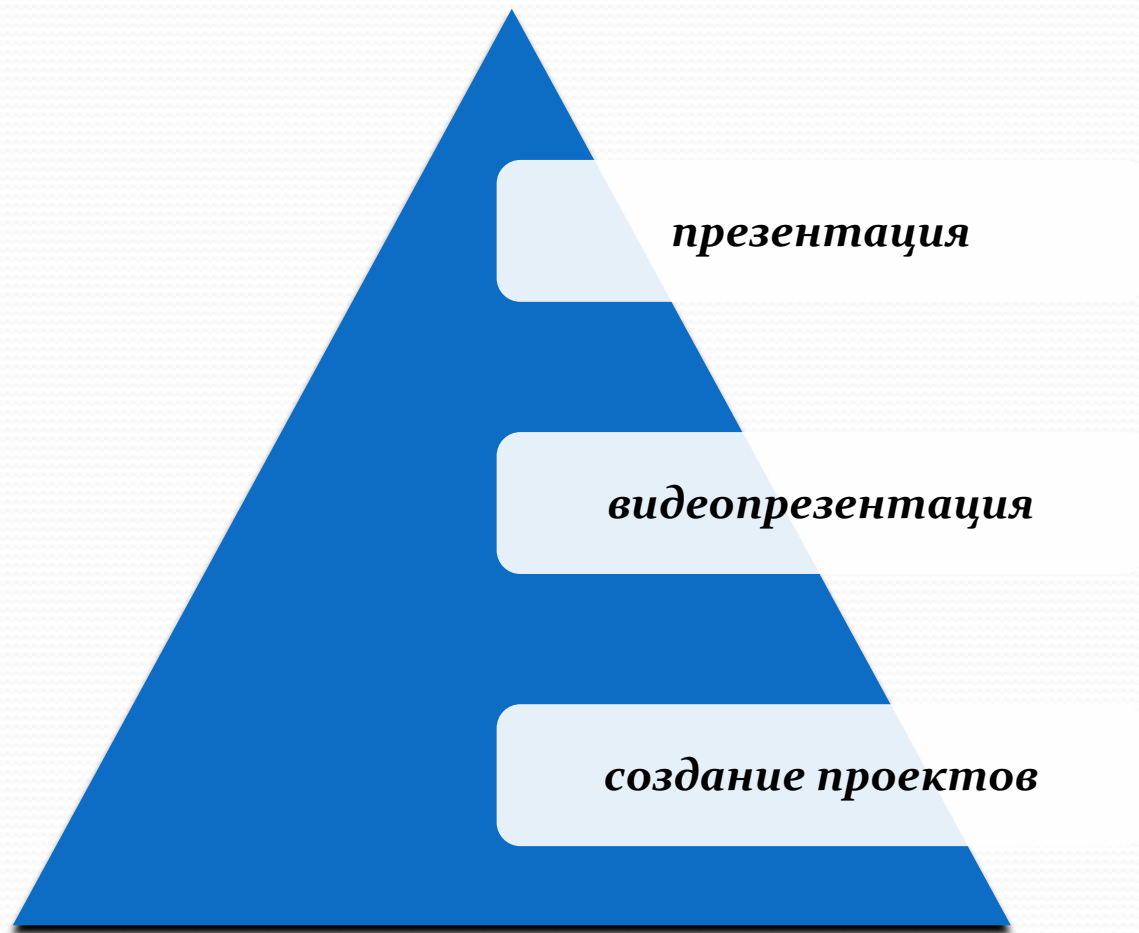 презентация
видеопрезентация
создание проектов